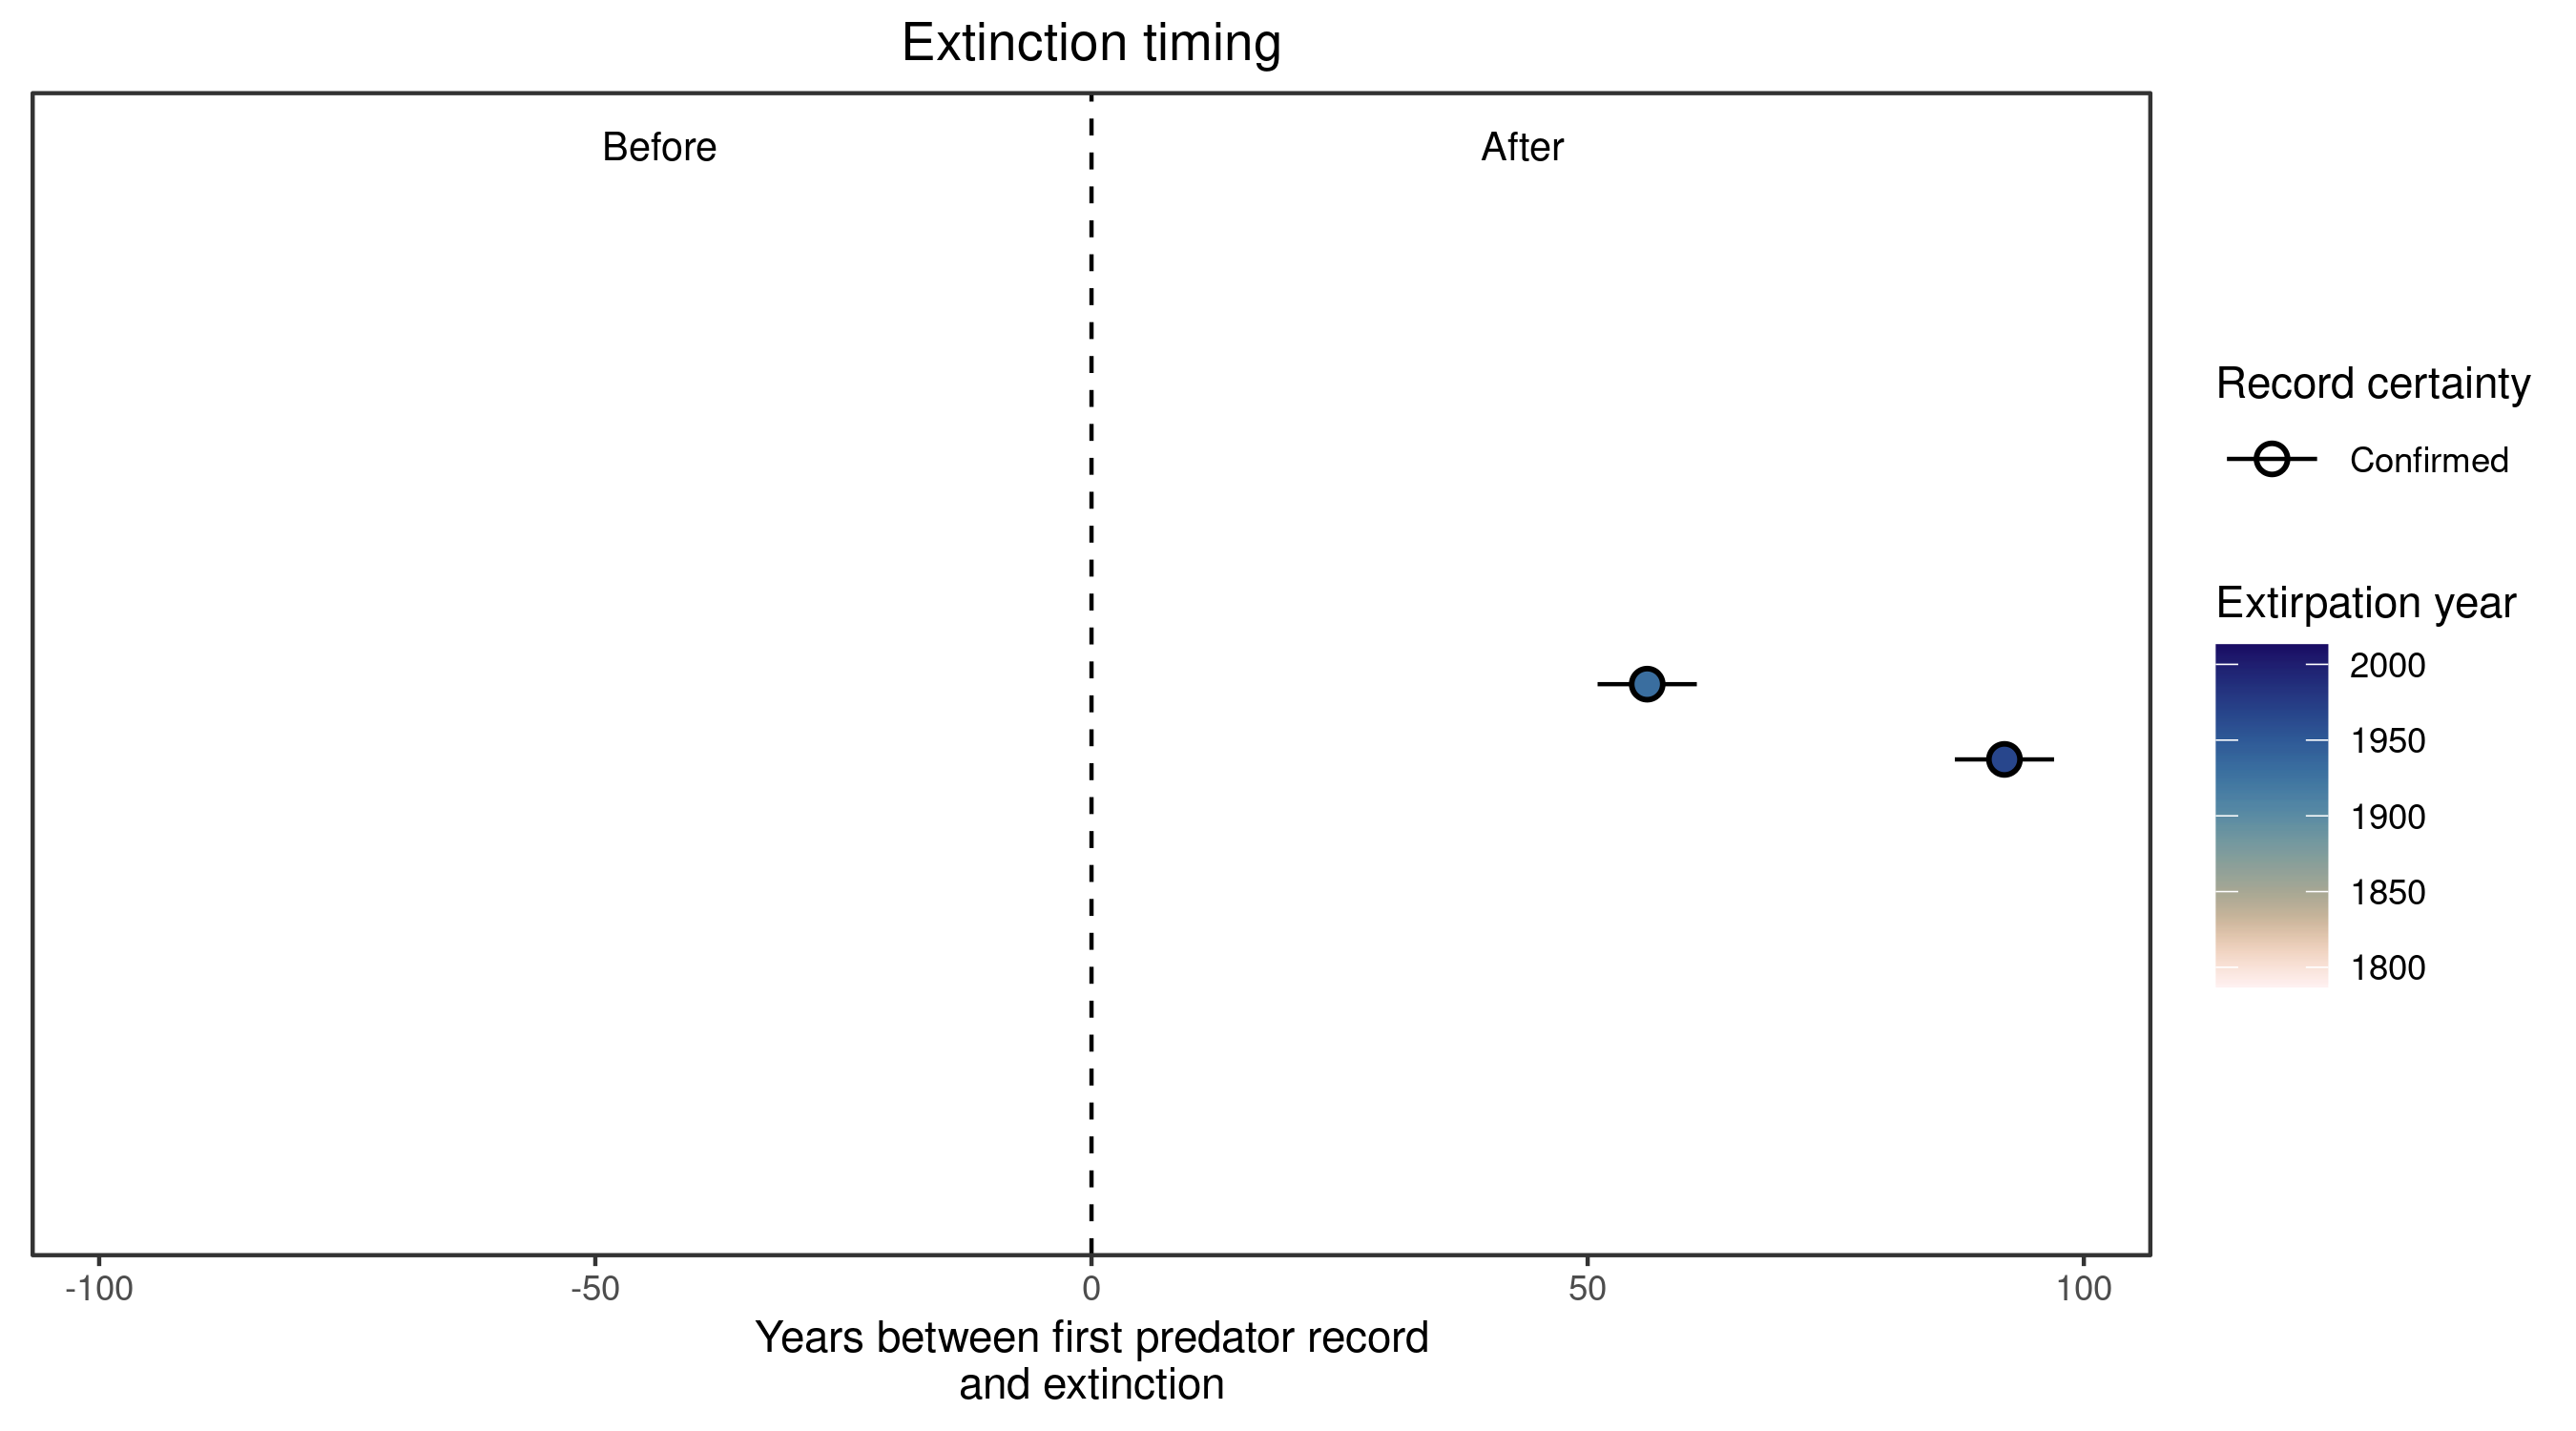 Extinction timing
Before
After
Record certainty
Confirmed
Extirpation year
2000
1950
1900
1850
1800
-100
-50
0
50
100
Years between first predator record
and extinction